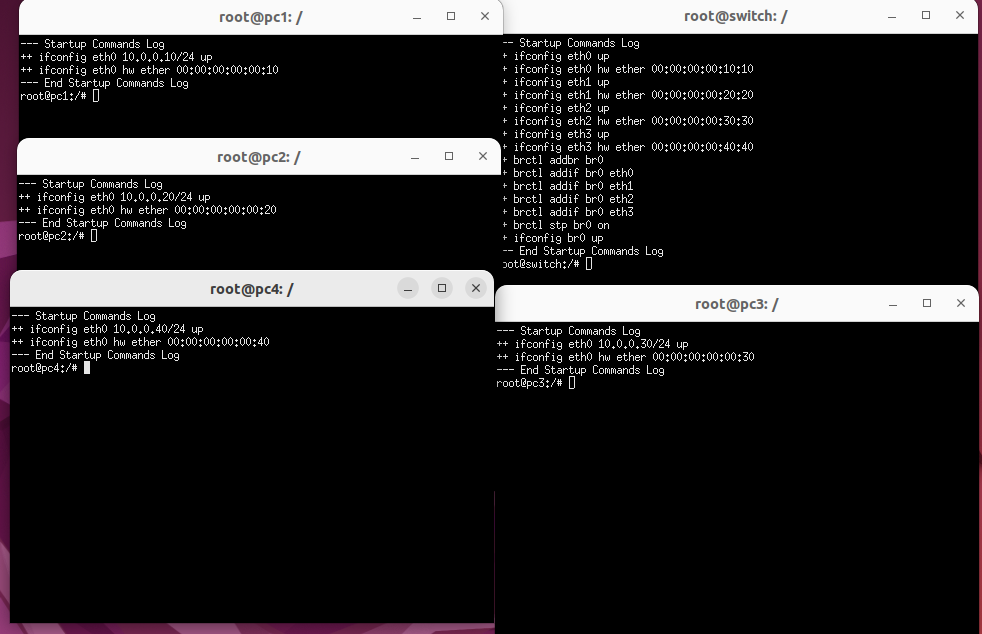 root@pc1: /
--- Startup Commands Log
++ ifconfig eth0 10.0.0.10/24 up
++ ifconfig eth0 hw ether 00:00:00:00:00:10
--- End Startup Commands Log
root@pc1:/#
root@switch: /
-- Startup Commands Log
+ ifconfig eth0 up
+ ifconfig eth0 hw ether 00:00:00:00:10:10
+ ifconfig eth1 up
+ ifconfig eth1 hw ether 00:00:00:00:20:20
+ ifconfig eth2 up
+ ifconfig eth2 hw ether 00:00:00:00:30:30
+ ifconfig eth3 up
+ ifconfig eth3 hw ether 00:00:00:00:40:40
+ brctl addbr br0
+ brctl addif br0 eth0
+ brctl addif br0 eth1
+ brctl addif br0 eth2
+ brctl addif br0 eth3
+ brctl stp br0 on
+ ifconfig br0 up
-- End Startup Commands Log
oot@switch:/#
root@pc2: /
--- Startup Commands Log
++ ifconfig eth0 10.0.0.20/24 up
++ ifconfig eth0 hw ether 00:00:00:00:00:20
--- End Startup Commands Log
root@pc2:/#
root@pc4: /
--- Startup Commands Log
++ ifconfig eth0 10.0.0.40/24 up
++ ifconfig eth0 hw ether 00:00:00:00:00:40
--- End Startup Commands Log
root@pc4:/#
root@pc3: /
--- Startup Commands Log
++ ifconfig eth0 10.0.0.30/24 up
++ ifconfig eth0 hw ether 00:00:00:00:00:30
--- End Startup Commands Log
root@pc3:/#